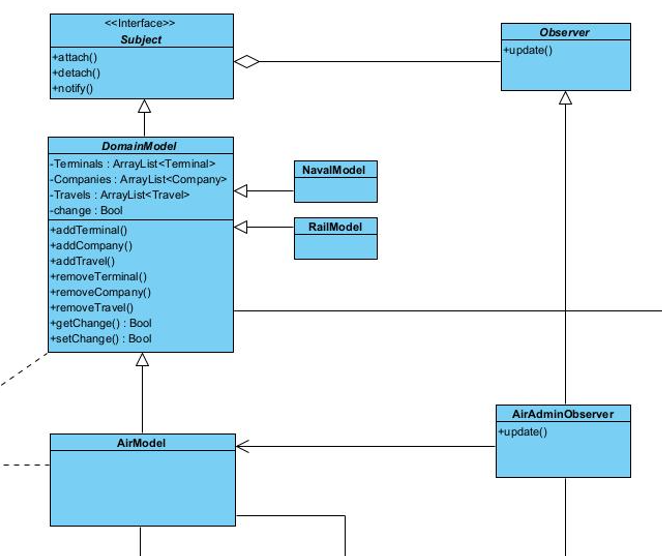 <<Interface>>
Subject
+attach()
+detach()
+notify()
Observer
+update()
DomainModel
-Terminals : ArrayList<Terminal>
-Companies : ArrayList<Company>
-Travels : ArrayList<Travel>
-change : Bool
+addTerminal()
+addCompany()
+addTravel()
+removeTerminal()
+removeCompany()
+removeTravel()
+getChange() : Bool
+setChange() : Bool
NavalModel
RailModel
AirModel
AirAdminObserver
+update()